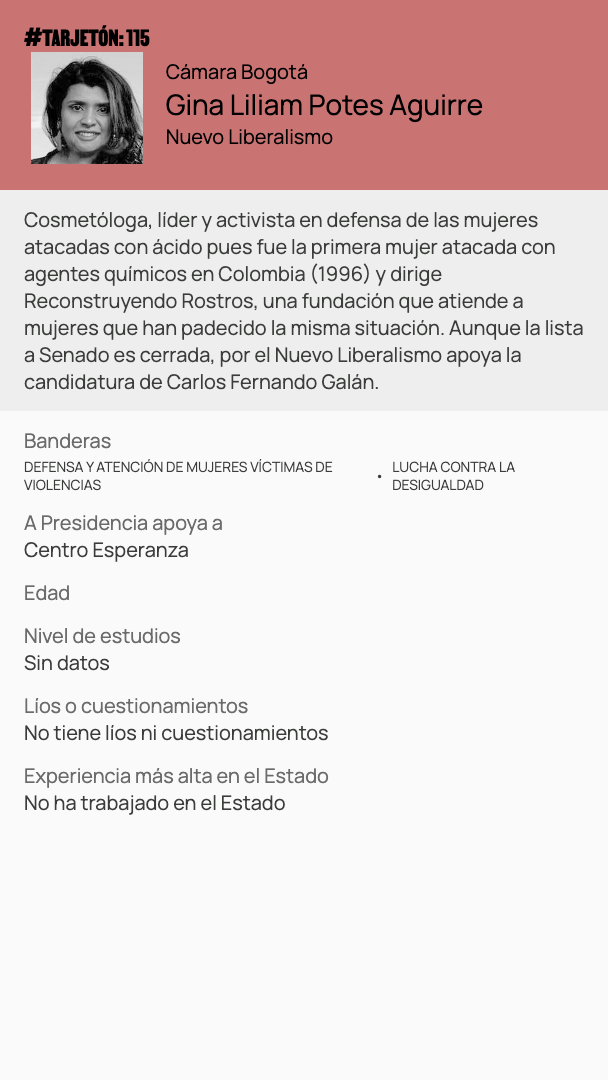 #TARJETÓN: 115
Cámara Bogotá
Gina Liliam Potes Aguirre
Nuevo Liberalismo
Cosmetóloga, líder y activista en defensa de las mujeres
atacadas con ácido pues fue la primera mujer atacada con
agentes químicos en Colombia (1996) y dirige
Reconstruyendo Rostros, una fundación que atiende a
mujeres que han padecido la misma situación. Aunque la lista
a Senado es cerrada, por el Nuevo Liberalismo apoya la
candidatura de Carlos Fernando Galán.
Banderas
DEFENSA Y ATENCIÓN DE MUJERES VÍCTIMAS DE
VIOLENCIAS
• LUCHA CONTRA LA
DESIGUALDAD
A Presidencia apoya a
Centro Esperanza
Edad
Nivel de estudios
Sin datos
Líos o cuestionamientos
No tiene líos ni cuestionamientos
Experiencia más alta en el Estado
No ha trabajado en el Estado